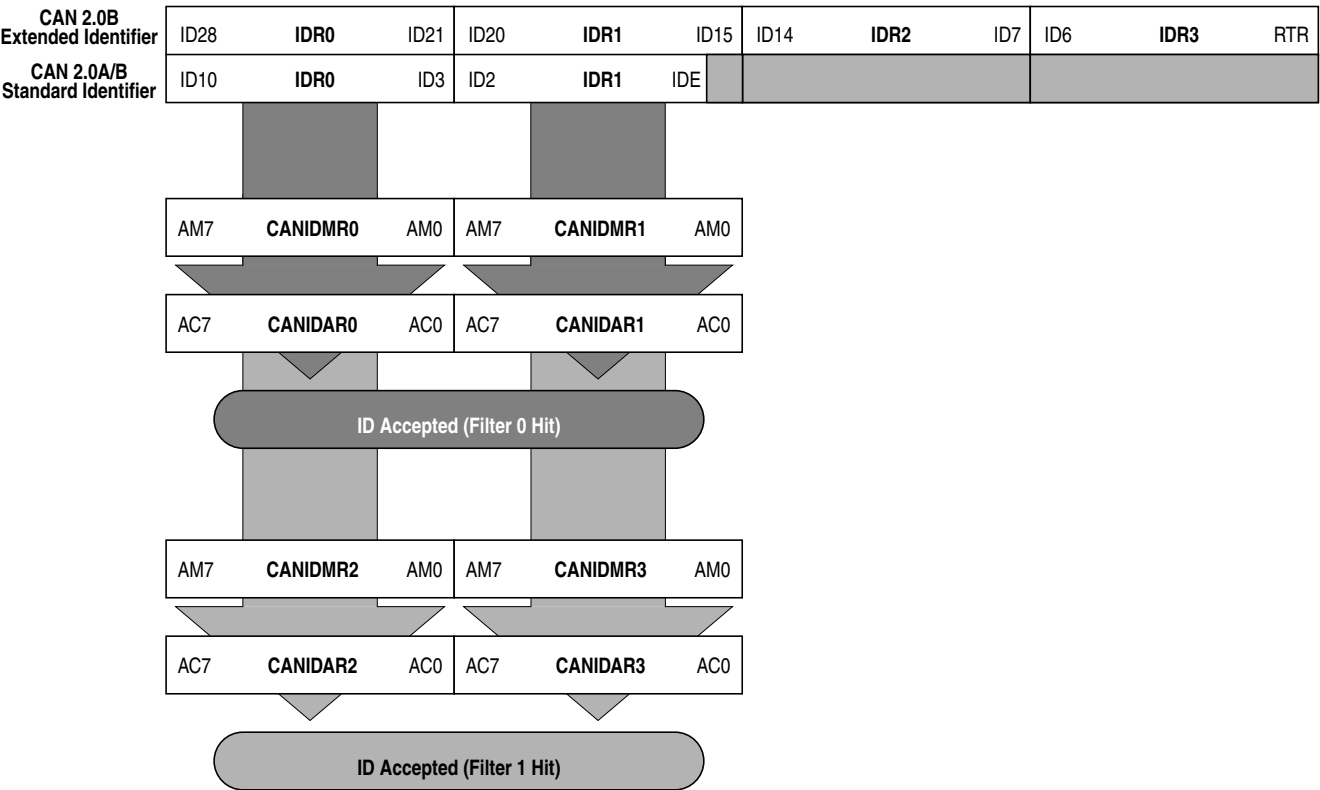 CAN 2.0B
Extended Identifier
ID28 IDR0 ID21 ID20 IDR1 ID15 ID14 IDR2 ID7 ID6 IDR3 RTR
CAN 2.0A/B
Standard Identifier
ID10 IDR0 ID3 ID2 IDR1 IDE
AM7 CANIDMR0 AM0 AM7 CANIDMR1 AM0
AC7 CANIDAR0 AC0 AC7 CANIDAR1 AC0
ID Accepted (Filter 0 Hit)
AM7 CANIDMR2 AM0 AM7 CANIDMR3 AM0
AC7 CANIDAR2 AC0 AC7 CANIDAR3 AC0
ID Accepted (Filter 1 Hit)